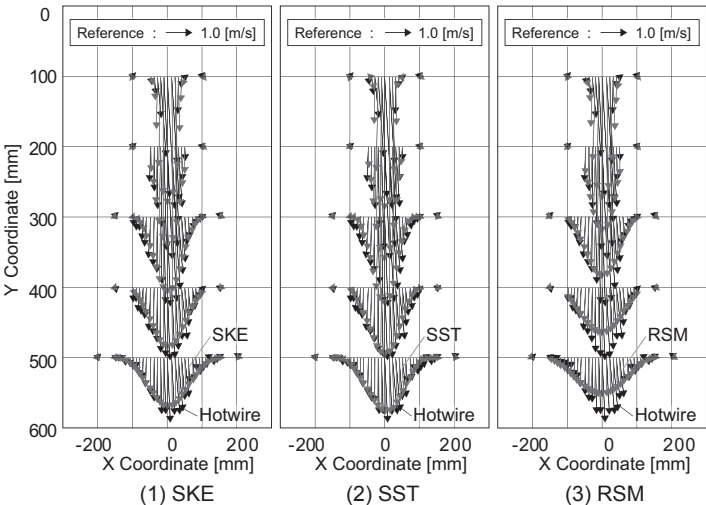 0
100
200
300
400
500
600
Y Coordinate [mm]
Reference : 1.0 [m/s]
SKE
Hotwire
-200 0 200
X Coordinate [mm]
(1) SKE
Reference : 1.0 [m/s]
SST
Hotwire
-200 0 200
X Coordinate [mm]
(2) SST
Reference : 1.0 [m/s]
RSM
Hotwire
-200 0 200
X Coordinate [mm]
(3) RSM